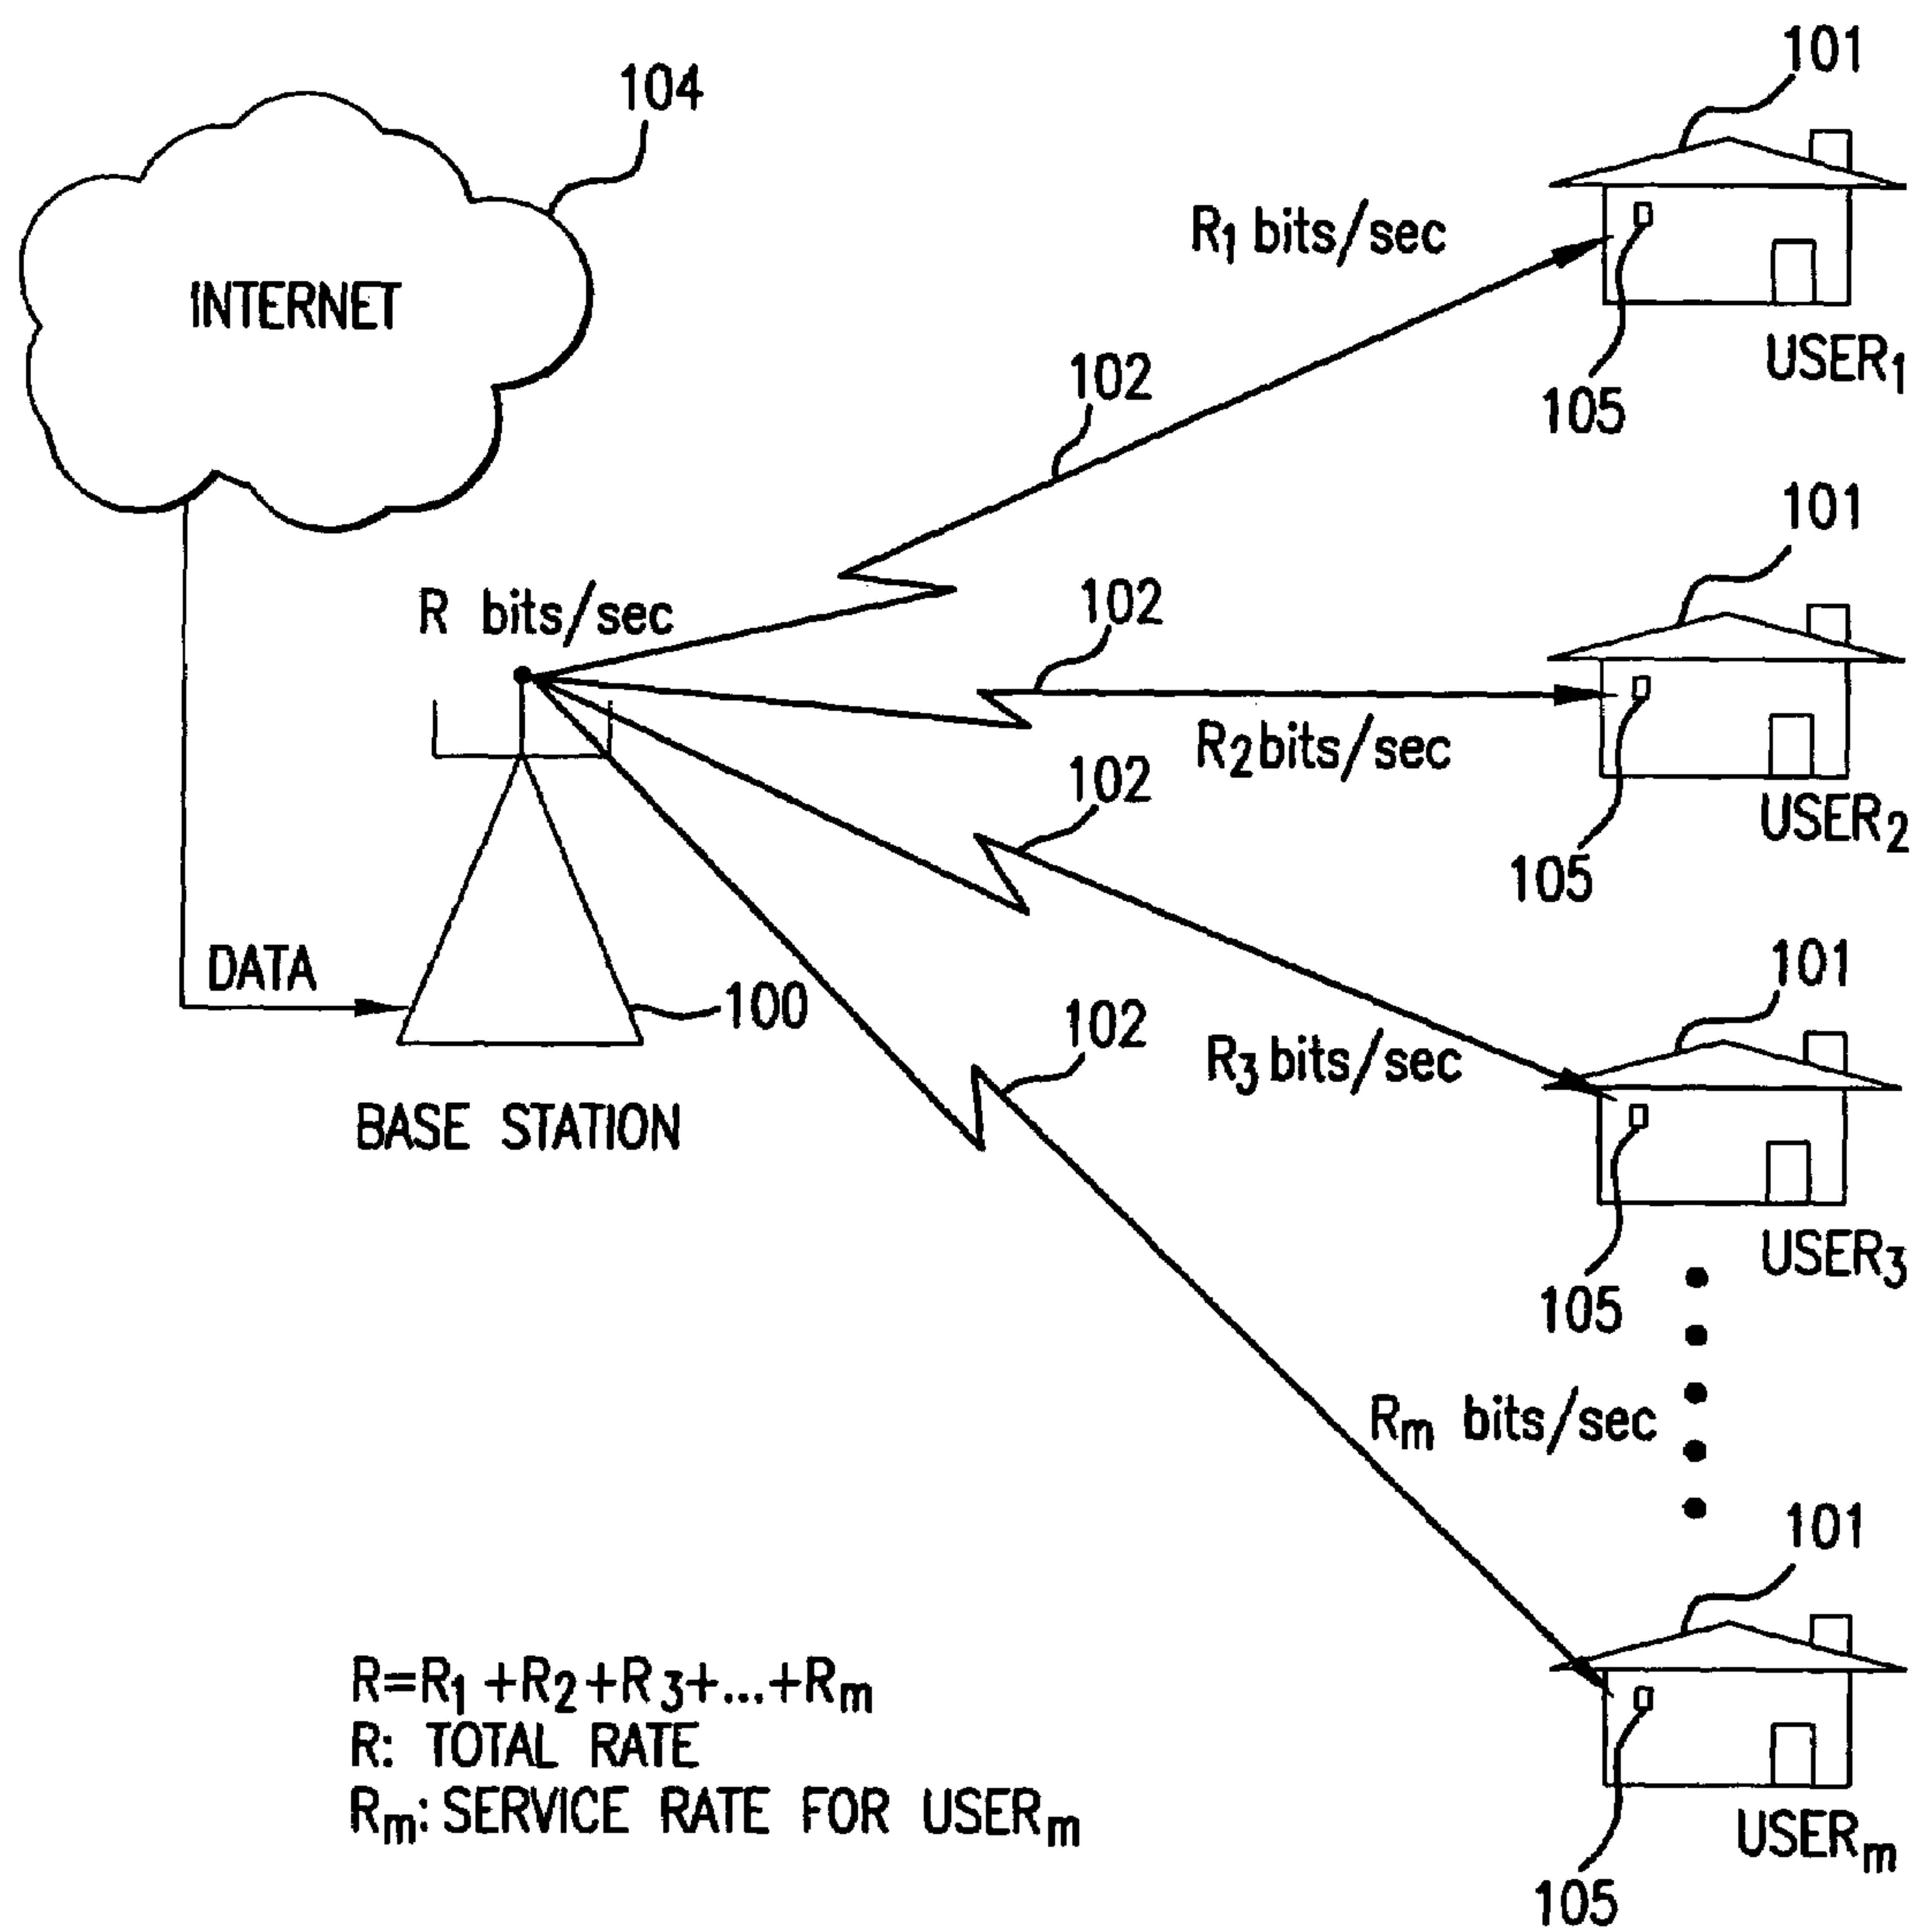 101
104
R₁ bits/sec
INTERNET
102
USER₁
105
101
R bits/sec
102
R₂bits/sec
102
USER₂
105
DATA
101
100
102
R₃ bits/sec
BASE STATION
USER₃
105
Rₘ bits/sec
101
R=R₁+R₂+R₃+...+Rₘ
R: TOTAL RATE
Rₘ: SERVICE RATE FOR USERₘ
USERₘ
105